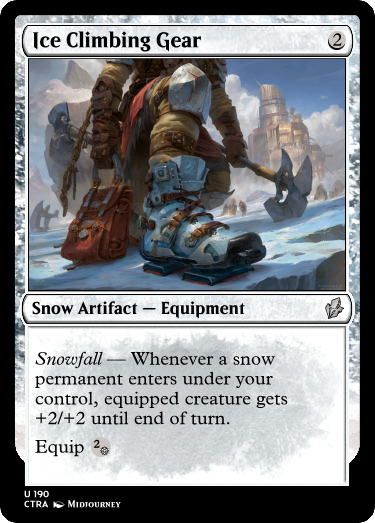 Ice Climbing Gear 2
Snow Artifact — Equipment
Snowfall — Whenever a snow
permanent enters under your
control, equipped creature gets
+2/+2 until end of turn.
Equip 2
U 190
CTRA Midjourney